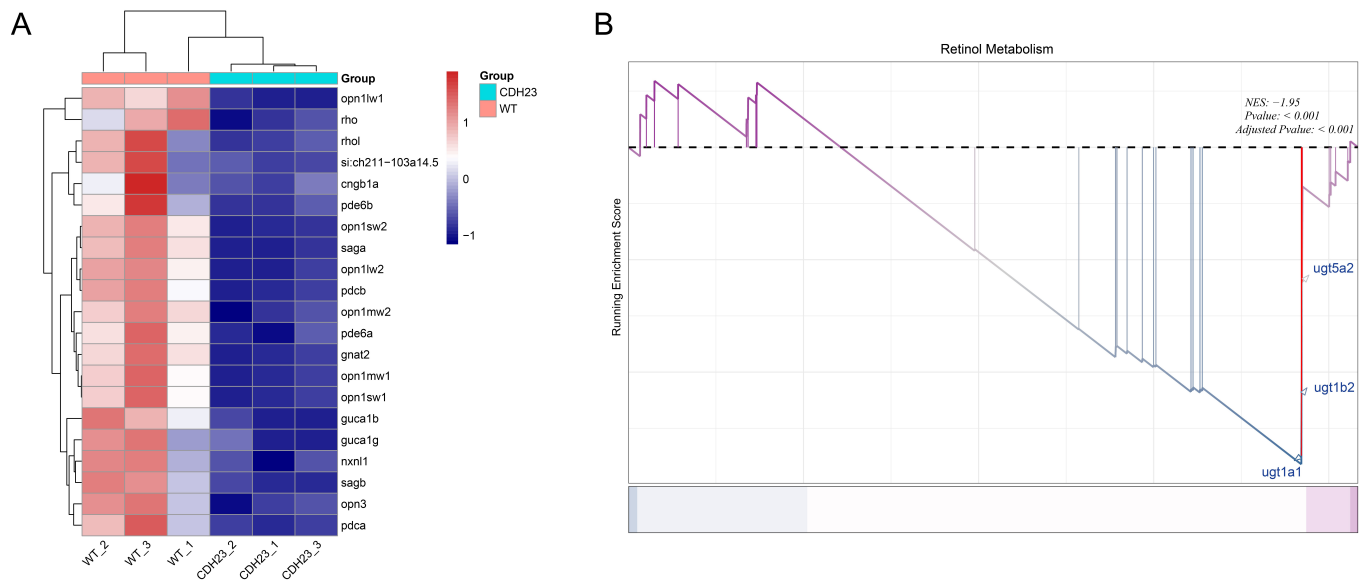 A
Group
opn1lw1
rho
rhol
si:ch211−103a14.5
cngb1a
pde6b
opn1sw2
saga
opn1lw2
pdcb
opn1mw2
pde6a
gnat2
opn1mw1
opn1sw1
guca1b
guca1g
nxnl1
sagb
opn3
pdca
WT_2
WT_3
WT_1
CDH23_2
CDH23_1
CDH23_3
1
0
−1
Group
CDH23
WT
B
Retinol Metabolism
NES: −1.95
Pvalue: < 0.001
Adjusted Pvalue: < 0.001
Running Enrichment Score
ugt5a2
ugt1b2
ugt1a1